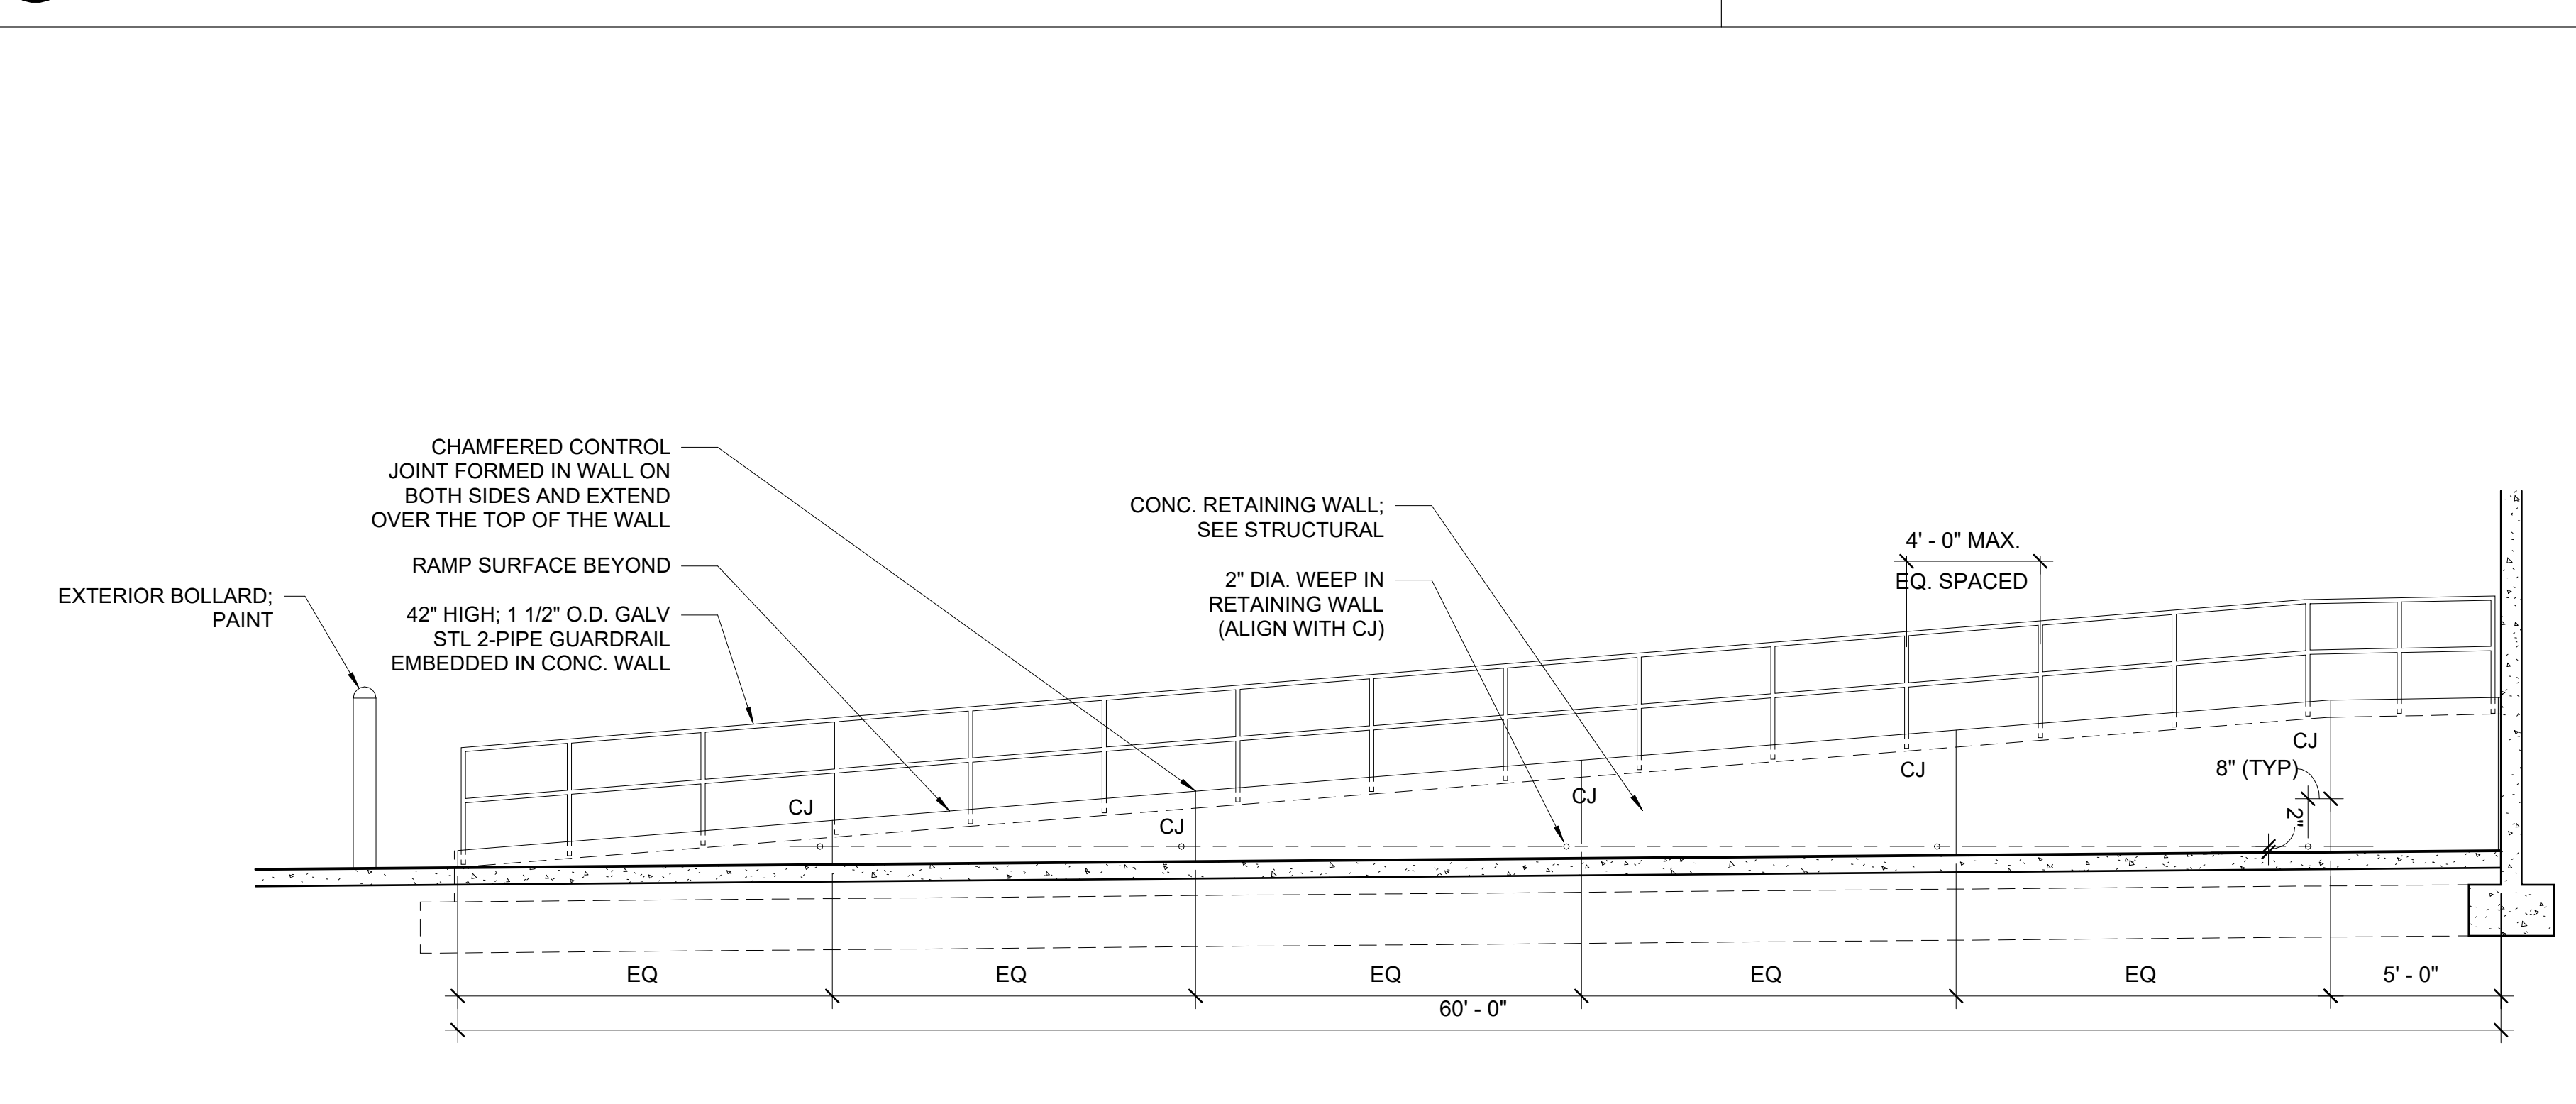 CHAMFERED CONTROL
JOINT FORMED IN WALL ON
BOTH SIDES AND EXTEND
OVER THE TOP OF THE WALL
RAMP SURFACE BEYOND
42" HIGH; 1 1/2" O.D. GALV
STL 2-PIPE GUARDRAIL
EMBEDDED IN CONC. WALL
EXTERIOR BOLLARD;
PAINT
CONC. RETAINING WALL;
SEE STRUCTURAL
2" DIA. WEEP IN
RETAINING WALL
(ALIGN WITH CJ)
4' - 0" MAX.
EQ. SPACED
CJ
CJ
CJ
CJ
CJ
8" (TYP)
2"
EQ
EQ
EQ
EQ
EQ
5' - 0"
60' - 0"